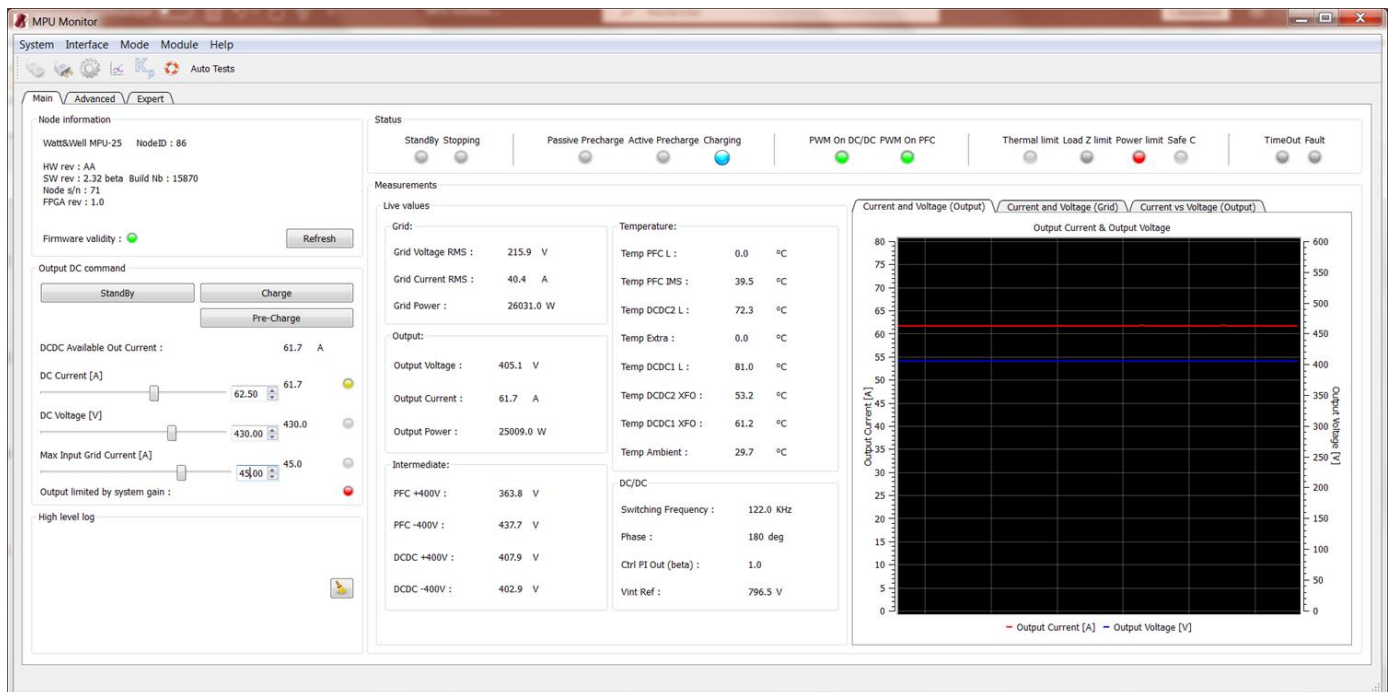 MPU Monitor
System Interface Mode Module Help
Auto Tests
Main Advanced Expert
Node information
Watt&Well MPU-25 NodeID : 86
HW rev : AA
SW rev : 2.32 beta Build Nb : 15870
Node s/n : 71
FPGA rev : 1.0
Firmware validity :
Refresh
Output DC command
StandBy Charge
Pre-Charge
DCDC Available Out Current : 61.7 A
DC Current [A]
62.50 61.7
DC Voltage [V]
430.00 430.0
Max Input Grid Current [A]
45.00 45.0
Output limited by system gain :
High level log
Status
StandBy Stopping Passive Precharge Active Precharge Charging PWM On DC/DC PWM On PFC Thermal limit Load Z limit Power limit Safe C TimeOut Fault
Measurements
Live values
Grid:
Grid Voltage RMS : 215.9 V
Grid Current RMS : 40.4 A
Grid Power : 26031.0 W
Output:
Output Voltage : 405.1 V
Output Current : 61.7 A
Output Power : 25009.0 W
Intermediate:
PFC +400V : 363.8 V
PFC -400V : 437.7 V
DCDC +400V : 407.9 V
DCDC -400V : 402.9 V
Temperature:
Temp PFC L : 0.0 °C
Temp PFC IMS : 39.5 °C
Temp DCDC2 L : 72.3 °C
Temp Extra : 0.0 °C
Temp DCDC1 L : 81.0 °C
Temp DCDC2 XFO : 53.2 °C
Temp DCDC1 XFO : 61.2 °C
Temp Ambient : 29.7 °C
DC/DC
Switching Frequency : 122.0 KHz
Phase : 180 deg
Ctrl PI Out (beta) : 1.0
Vint Ref : 796.5 V
Current and Voltage (Output) Current and Voltage (Grid) Current vs Voltage (Output)
Output Current & Output Voltage
80
75
70
65
60
55
50
45
40
35
30
25
20
15
10
5
0
Output Current [A]
600
550
500
450
400
350
300
250
200
150
100
50
0
Output Voltage [V]
Output Current [A] Output Voltage [V]